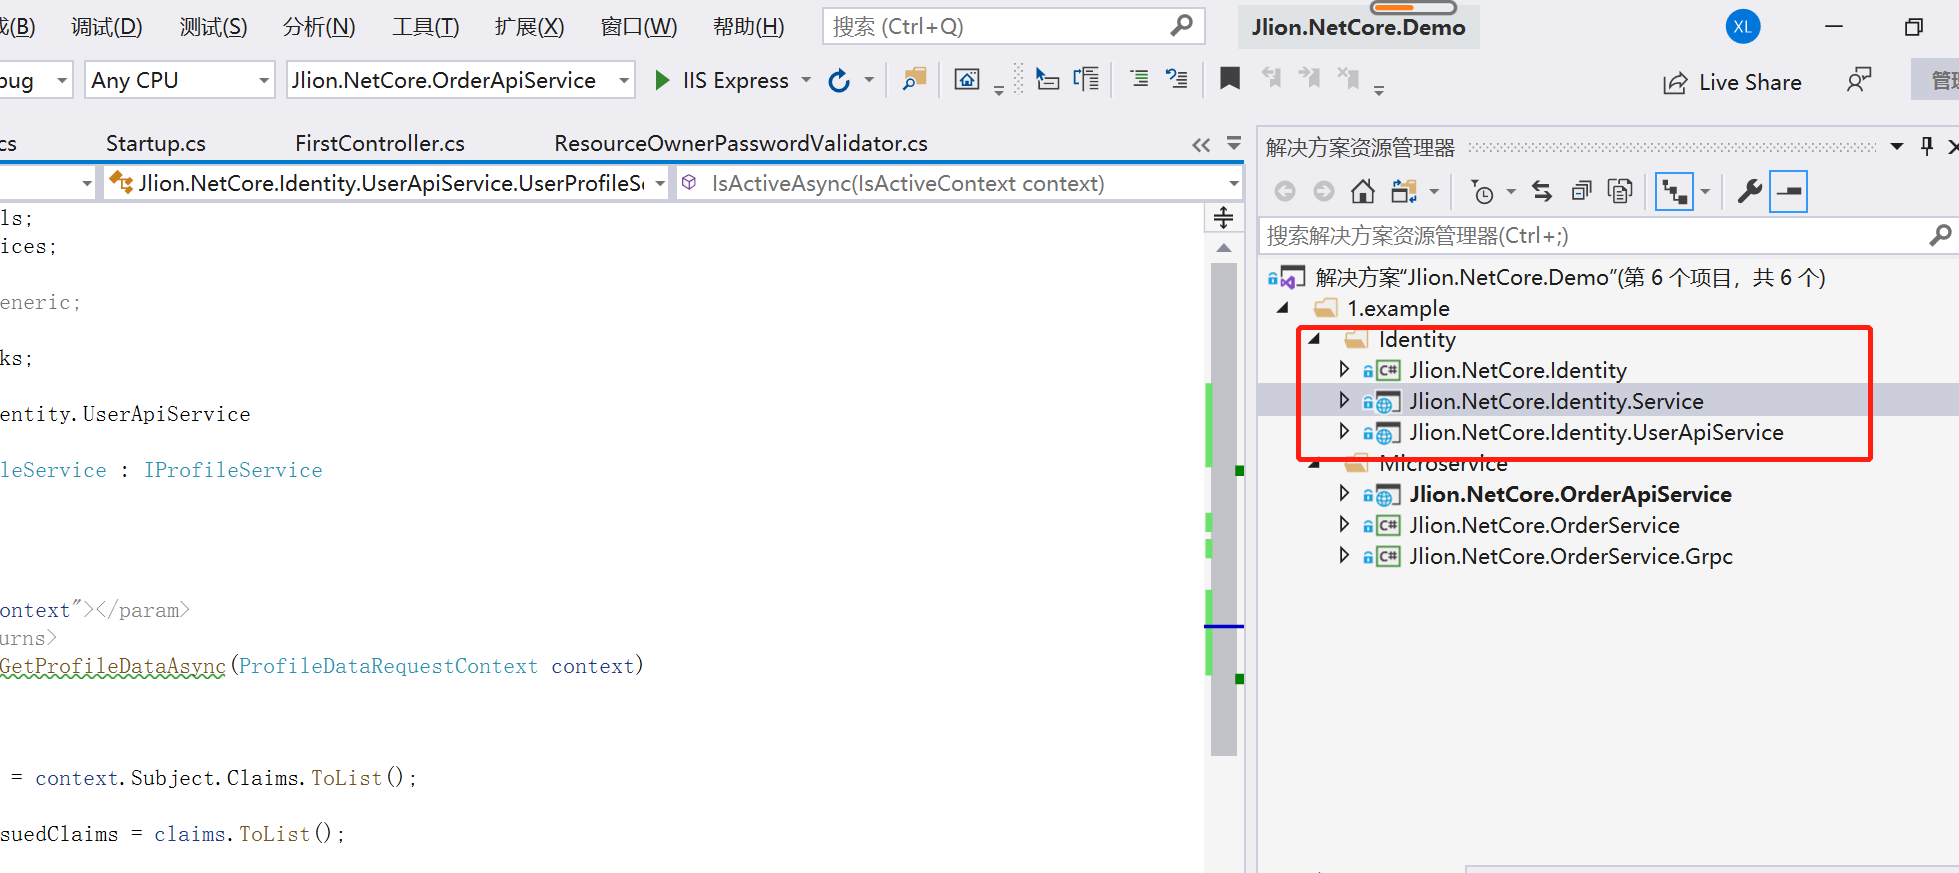 成(B) 调试(D) 测试(S) 分析(N) 工具(T) 扩展(X) 窗口(W) 帮助(H) 搜索 (Ctrl+Q) Jlion.NetCore.Demo XL
bug Any CPU Jlion.NetCore.OrderApiService IIS Express Live Share 管理
cs Startup.cs FirstController.cs ResourceOwnerPasswordValidator.cs
Jlion.NetCore.Identity.UserApiService.UserProfileSe IsActiveAsync(IsActiveContext context)
ls;
ices;
eneric;
ks;
entity.UserApiService
leService : IProfileService
ontext"></param>
urns>
GetProfileDataAsync(ProfileDataRequestContext context)
= context.Subject.Claims.ToList();
suedClaims = claims.ToList();
解决方案资源管理器
搜索解决方案资源管理器(Ctrl+;)
解决方案"Jlion.NetCore.Demo"(第 6 个项目，共 6 个)
1.example
Identity
C# Jlion.NetCore.Identity
Jlion.NetCore.Identity.Service
Jlion.NetCore.Identity.UserApiService
Microservice
Jlion.NetCore.OrderApiService
C# Jlion.NetCore.OrderService
C# Jlion.NetCore.OrderService.Grpc